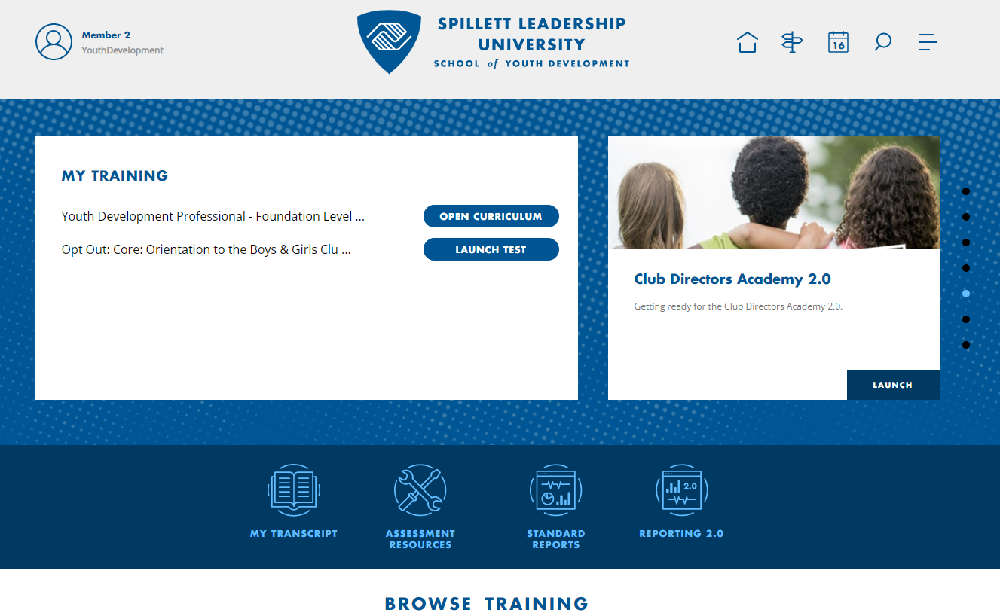 Member 2
YouthDevelopment
SPILLETT LEADERSHIP
UNIVERSITY
SCHOOL of YOUTH DEVELOPMENT
16
MY TRAINING
Youth Development Professional - Foundation Level ...
OPEN CURRICULUM
Opt Out: Core: Orientation to the Boys & Girls Clu ...
LAUNCH TEST
Club Directors Academy 2.0
Getting ready for the Club Directors Academy 2.0.
LAUNCH
MY TRANSCRIPT
ASSESSMENT
RESOURCES
STANDARD
REPORTS
2.0
REPORTING 2.0
BROWSE TRAINING